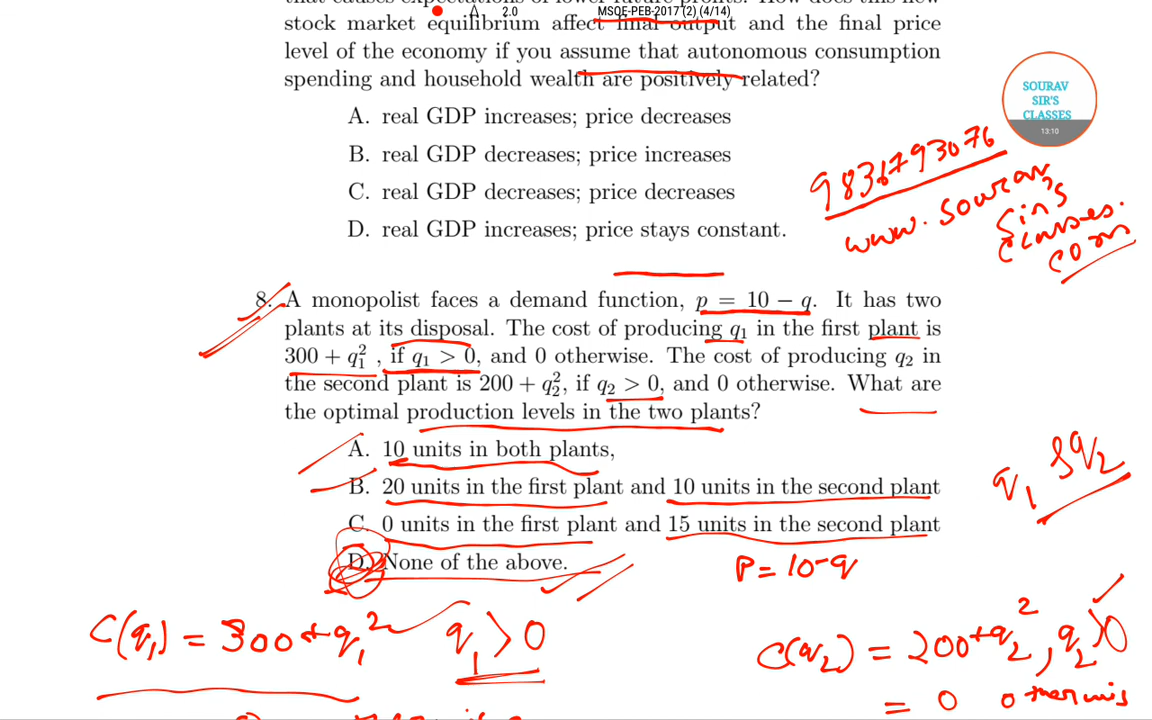 that causes expectations of lower future profits. How does this new
2.0 MSQE-PEB-2017 (2) (4/14)
stock market equilibrium affect final output and the final price
level of the economy if you assume that autonomous consumption
spending and household wealth are positively related?
SOURAV
SIR'S
CLASSES
13:10
A. real GDP increases; price decreases
B. real GDP decreases; price increases
C. real GDP decreases; price decreases
D. real GDP increases; price stays constant.
9836793076
www. Sourav
sir's
classes.
com
8. A monopolist faces a demand function, p = 10 − q. It has two
plants at its disposal. The cost of producing q₁ in the first plant is
300 + q₁² , if q₁ > 0, and 0 otherwise. The cost of producing q₂ in
the second plant is 200 + q₂², if q₂ > 0, and 0 otherwise. What are
the optimal production levels in the two plants?
A. 10 units in both plants,
B. 20 units in the first plant and 10 units in the second plant
C. 0 units in the first plant and 15 units in the second plant
D. None of the above.
q₁ & q₂
P = 10-q
C(q₁) = 300+q₁² q₁ > 0
C(q₂) = 200+q₂², q₂ > 0
= 0 otherwis